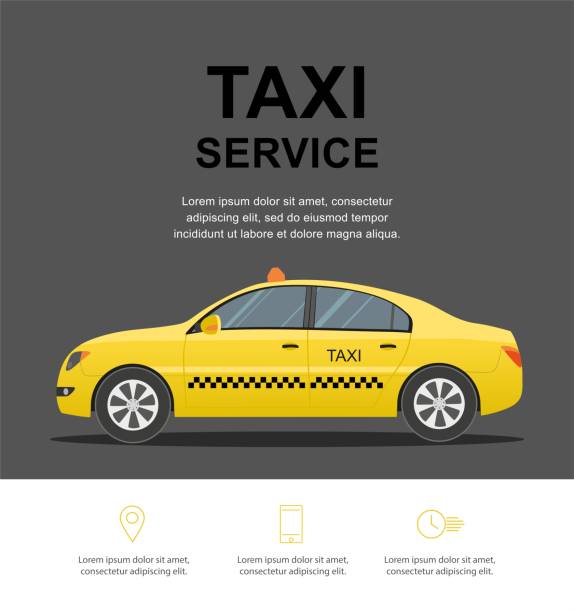 TAXI
SERVICE
Lorem ipsum dolor sit amet, consectetur
adipiscing elit, sed do eiusmod tempor
incididunt ut labore et dolore magna aliqua.
TAXI
Lorem ipsum dolor sit amet,
consectetur adipiscing elit.
Lorem ipsum dolor sit amet,
consectetur adipiscing elit.
Lorem ipsum dolor sit amet,
consectetur adipiscing elit.